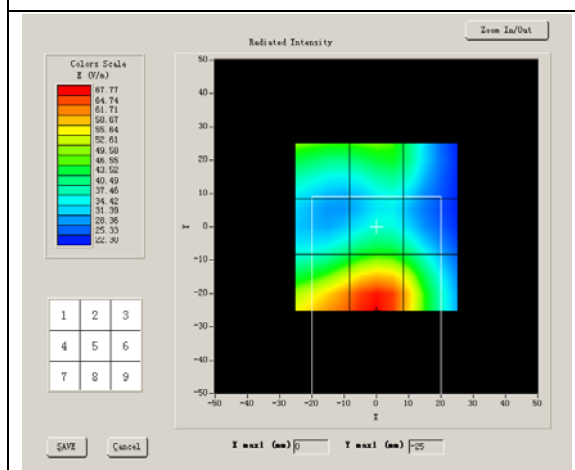 Zoom In/Out
Radiated Intensity
Colors Scale
E (V/m)
67.77
64.74
61.71
58.67
55.64
52.61
49.58
46.55
43.52
40.49
37.46
34.42
31.39
28.36
25.33
22.30
50
40
30
20
10
0
-10
-20
-30
-40
-50
Y
-50 -40 -30 -20 -10 0 10 20 30 40 50
X
1 2 3
4 5 6
7 8 9
SAVE Cancel
X max1 (mm) 0 Y max1 (mm) -25